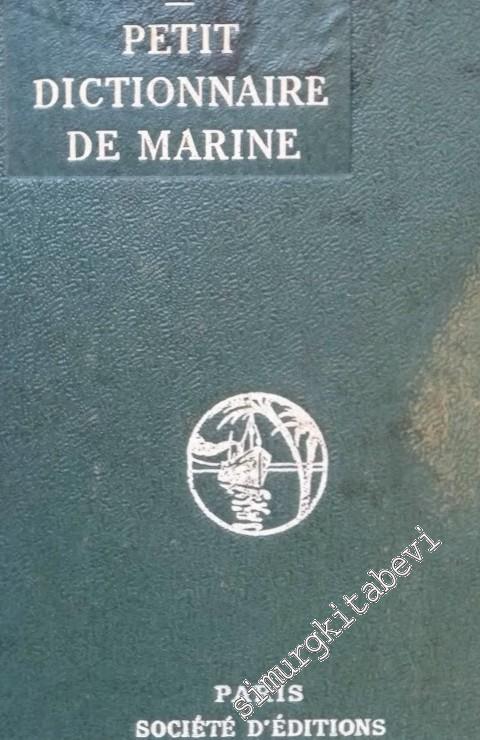 PETIT
DICTIONNAIRE
DE MARINE
simurgkitabevi
PARIS
SOCIÉTÉ D'ÉDITIONS